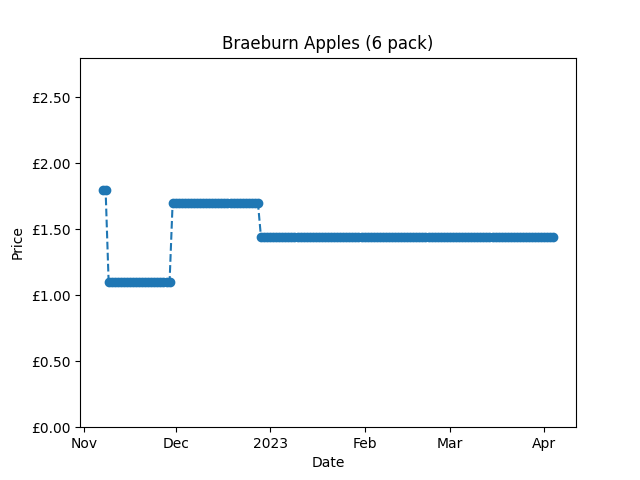 Braeburn Apples (6 pack)
£2.50
£2.00
£1.50
£1.00
£0.50
£0.00
Price
Nov Dec 2023 Feb Mar Apr
Date